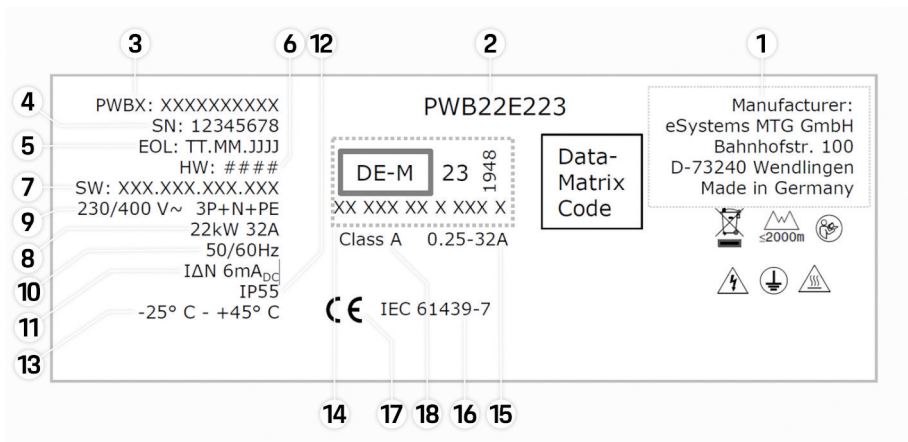 3
6
12
2
1
4
5
7
9
8
10
11
13
PWBX: XXXXXXXXXX
SN: 12345678
EOL: TT.MM.JJJJ
HW: ####
SW: XXX.XXX.XXX.XXX
230/400 V~ 3P+N+PE
22kW 32A
50/60Hz
IΔN 6mADC
IP55
-25° C - +45° C
PWB22E223
DE-M 23 1948
XX XXX XX X XXX X
Class A 0.25-32A
CE IEC 61439-7
Data-
Matrix
Code
Manufacturer:
eSystems MTG GmbH
Bahnhofstr. 100
D-73240 Wendlingen
Made in Germany
≤2000m
14
17
18
16
15